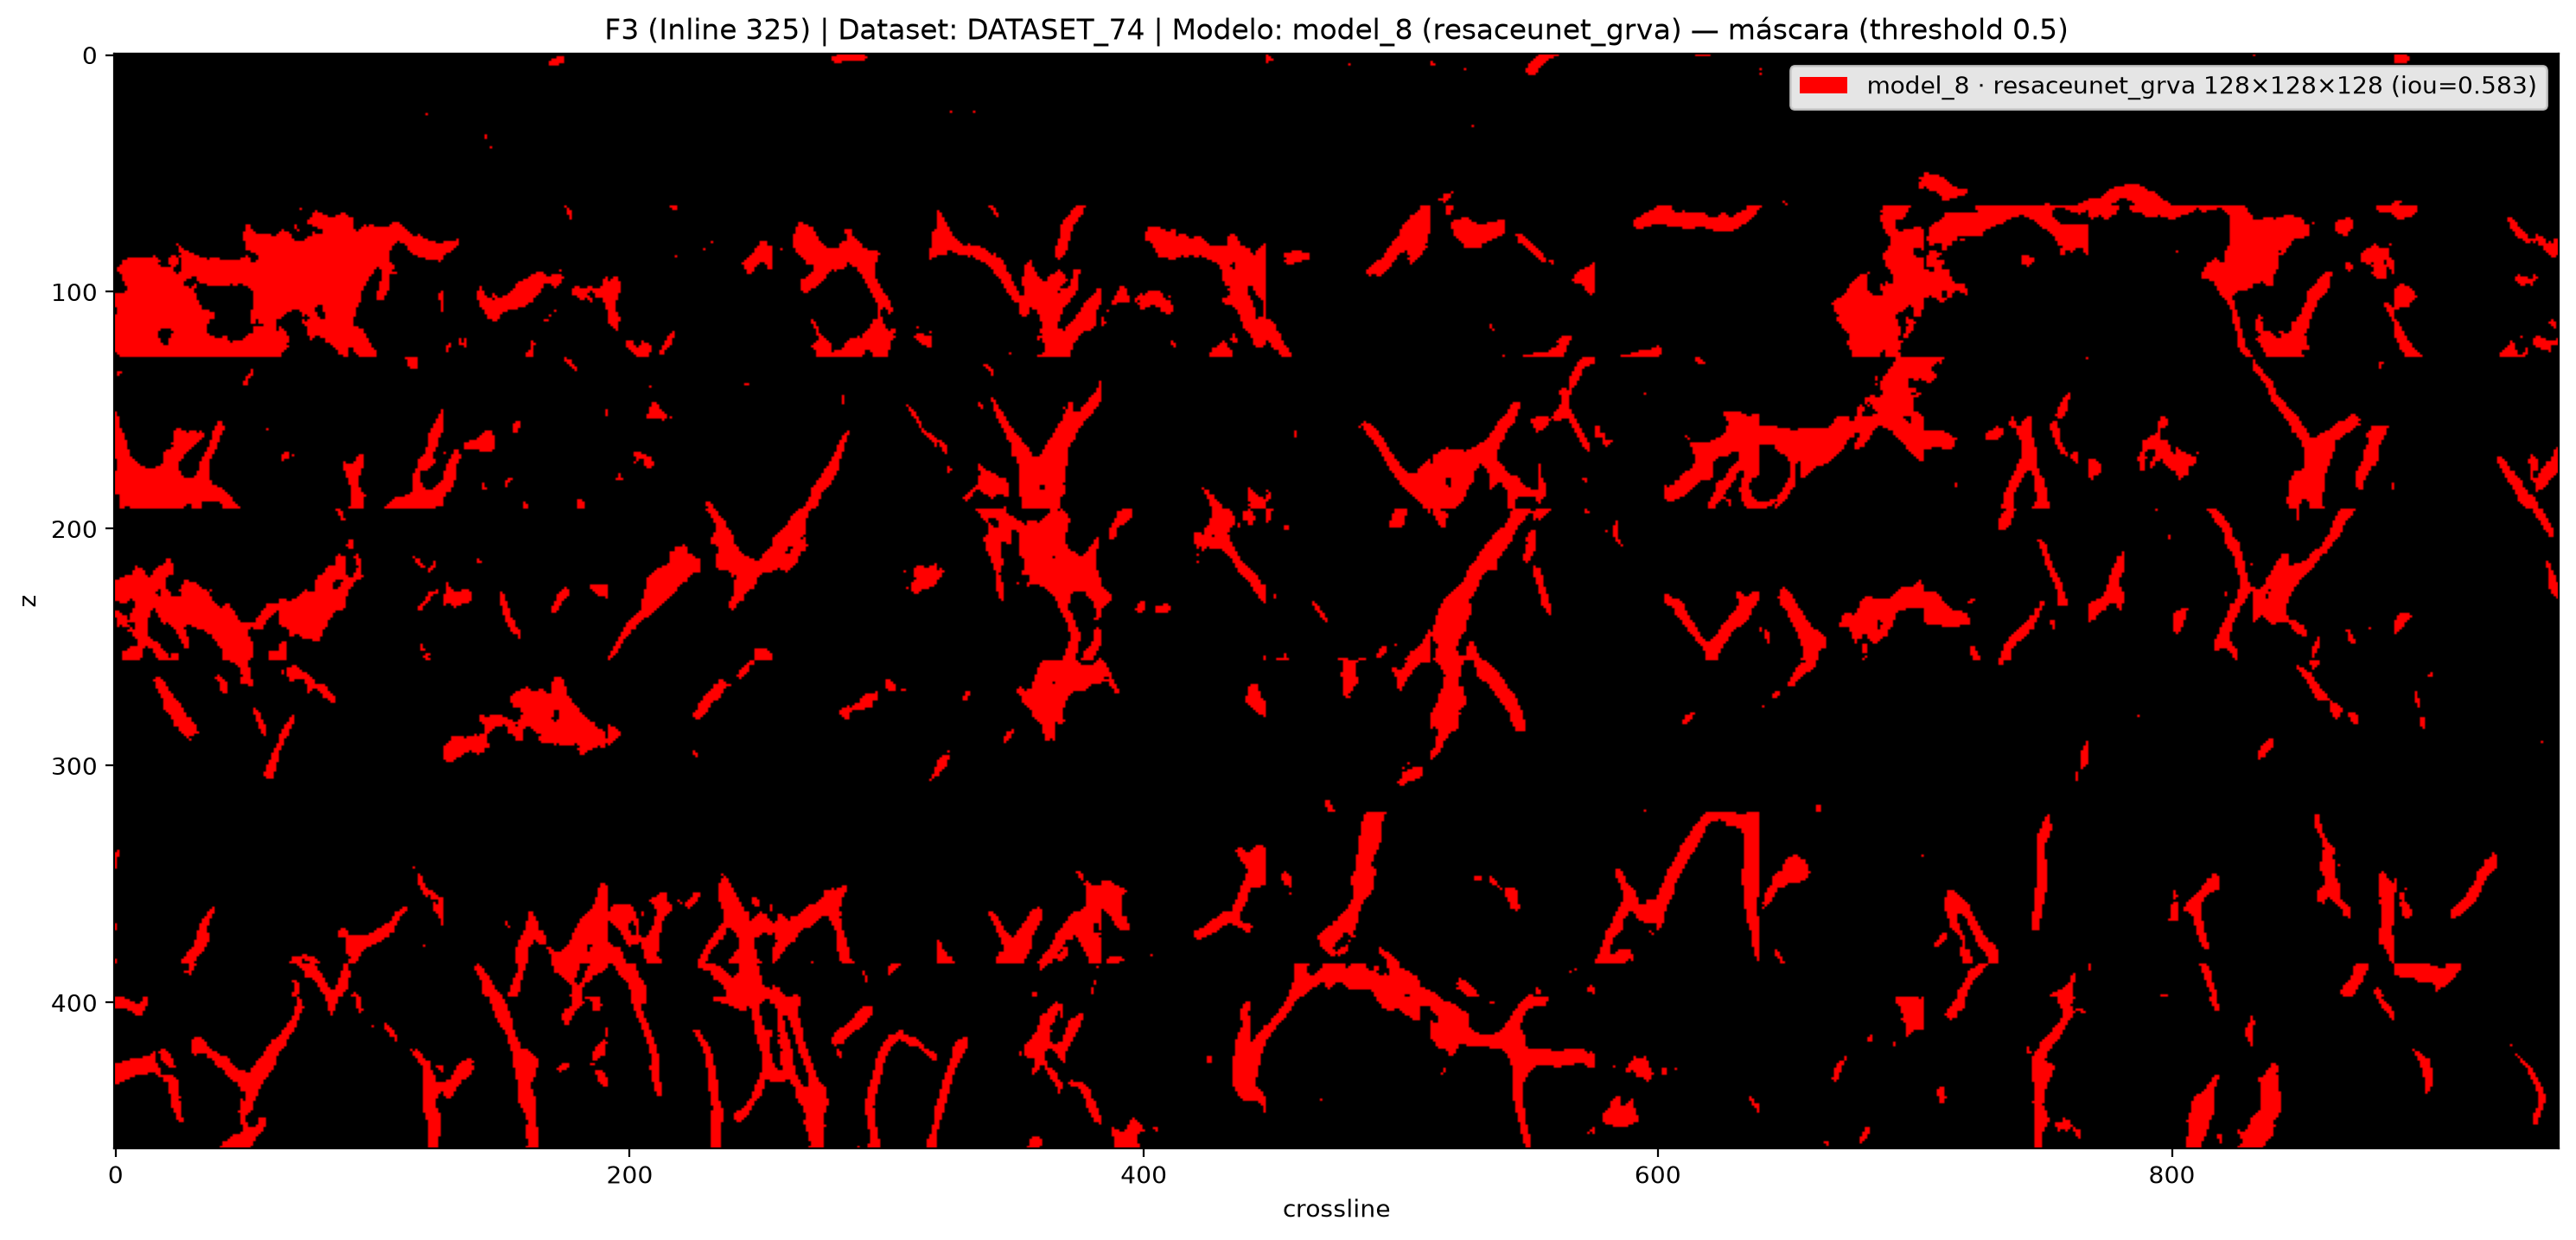 F3 (Inline 325) | Dataset: DATASET_74 | Modelo: model_8 (resaceunet_grva) — máscara (threshold 0.5)
model_8 · resaceunet_grva 128×128×128 (iou=0.583)
0
100
200
300
400
z
0
200
400
600
800
crossline